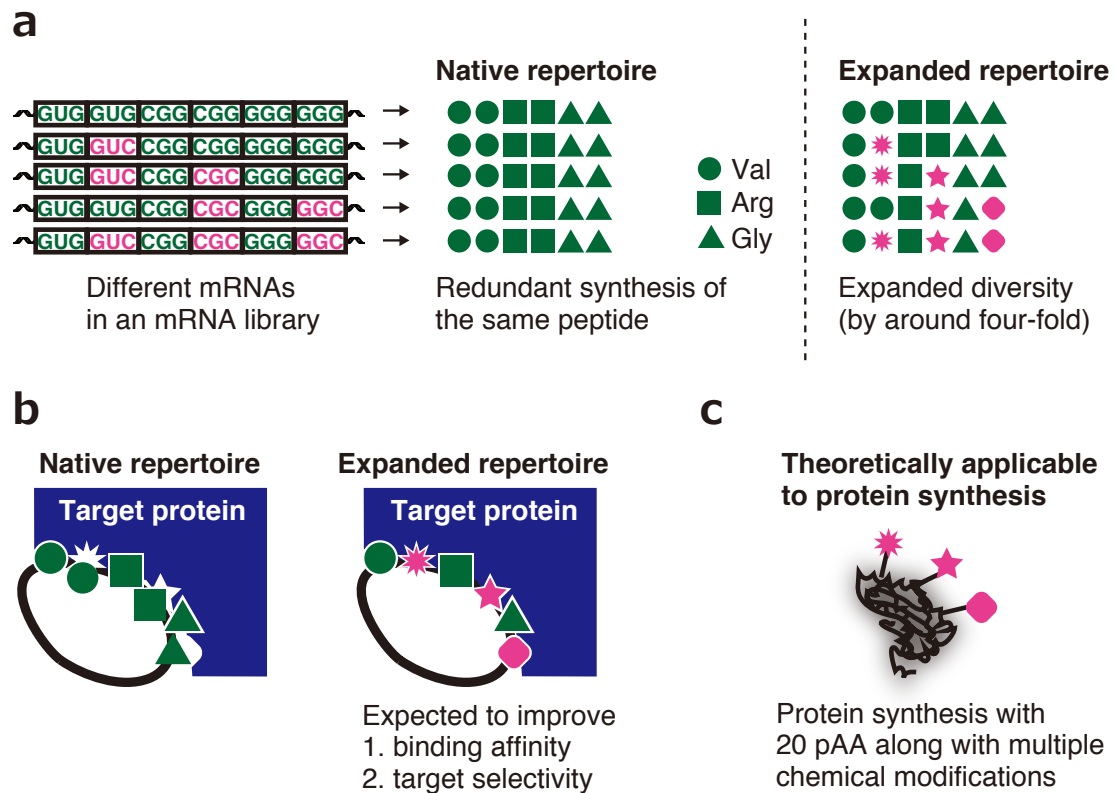 a
Native repertoire
Expanded repertoire
GUG GUG CGG CGG GGG GGG
GUG GUC CGG CGG GGG GGG
GUG GUC CGG CGC GGG GGG
GUG GUG CGG CGC GGG GGC
GUG GUC CGG CGC GGG GGC
Val
Arg
Gly
Different mRNAs
in an mRNA library
Redundant synthesis of
the same peptide
Expanded diversity
(by around four-fold)
b
Native repertoire
Target protein
Expanded repertoire
Target protein
Expected to improve
1. binding affinity
2. target selectivity
c
Theoretically applicable
to protein synthesis
Protein synthesis with
20 pAA along with multiple
chemical modifications